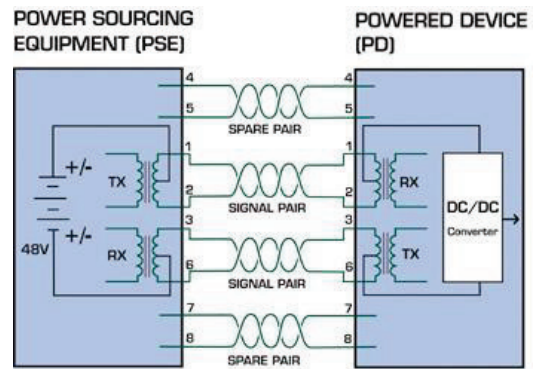 POWER SOURCING
EQUIPMENT (PSE)
POWERED DEVICE
(PD)
4
4
5
5
SPARE PAIR
1
1
+/-
TX
RX
2
2
SIGNAL PAIR
DC/DC
Converter
3
3
+/-
48V
RX
TX
6
6
SIGNAL PAIR
7
7
8
8
SPARE PAIR